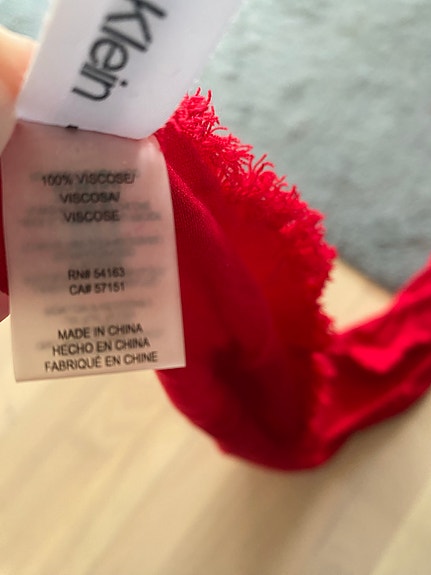 Klein
100% VISCOSE/
VISCOSA/
VISCOSE
RN# 54163
CA# 57151
MADE IN CHINA
HECHO EN CHINA
FABRIQUÉ EN CHINE